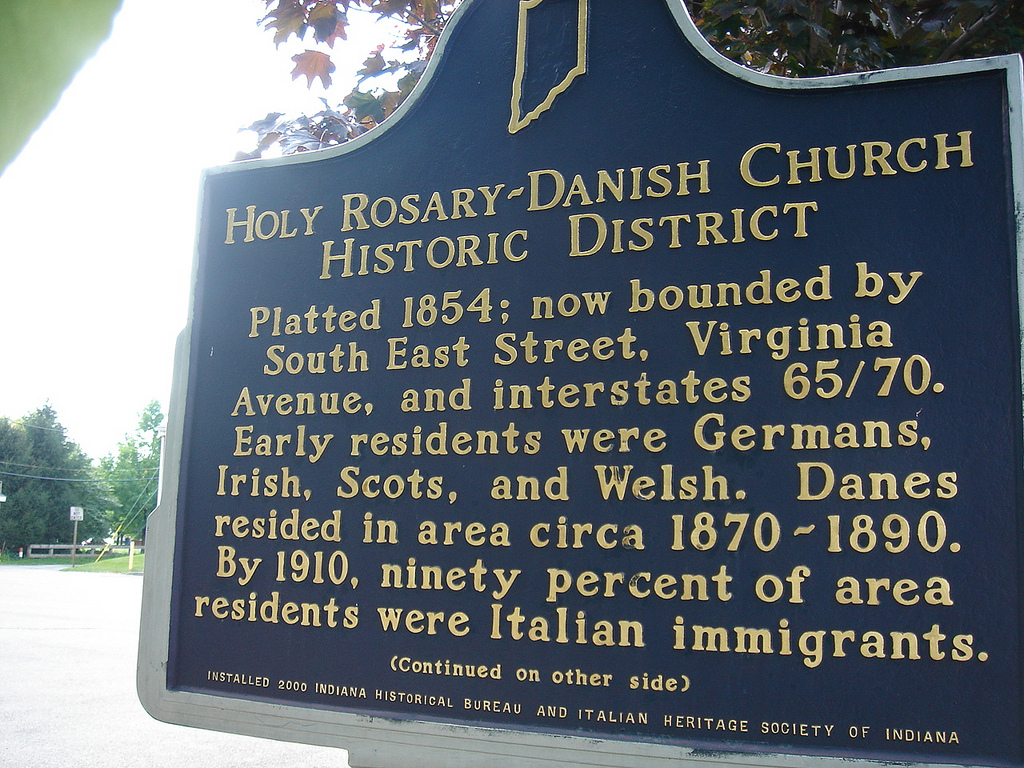 HOLY ROSARY-DANISH CHURCH
HISTORIC DISTRICT
Platted 1854; now bounded by
South East Street, Virginia
Avenue, and interstates 65/70.
Early residents were Germans,
Irish, Scots, and Welsh. Danes
resided in area circa 1870~1890.
By 1910, ninety percent of area
residents were Italian immigrants.
(Continued on other side)
INSTALLED 2000 INDIANA HISTORICAL BUREAU AND ITALIAN HERITAGE SOCIETY OF INDIANA